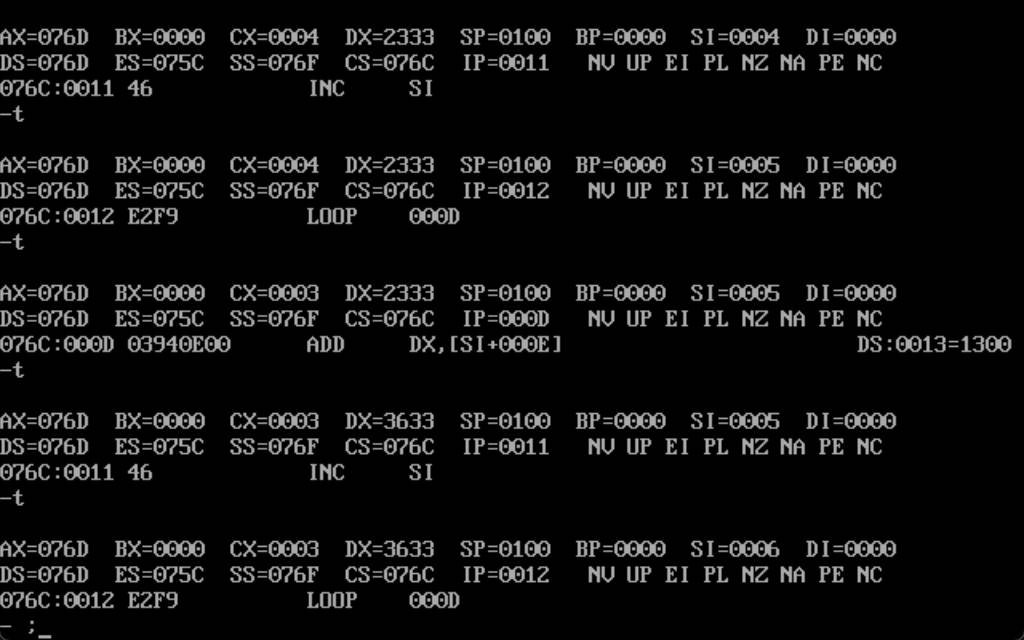 AX=076D  BX=0000  CX=0004  DX=2333  SP=0100  BP=0000  SI=0004  DI=0000
DS=076D  ES=075C  SS=076F  CS=076C  IP=0011   NV UP EI PL NZ NA PE NC
076C:0011 46            INC     SI
-t
AX=076D  BX=0000  CX=0004  DX=2333  SP=0100  BP=0000  SI=0005  DI=0000
DS=076D  ES=075C  SS=076F  CS=076C  IP=0012   NV UP EI PL NZ NA PE NC
076C:0012 E2F9          LOOP    000D
-t
AX=076D  BX=0000  CX=0003  DX=2333  SP=0100  BP=0000  SI=0005  DI=0000
DS=076D  ES=075C  SS=076F  CS=076C  IP=000D   NV UP EI PL NZ NA PE NC
076C:000D 03940E00      ADD     DX,[SI+000E]                       DS:0013=1300
-t
AX=076D  BX=0000  CX=0003  DX=3633  SP=0100  BP=0000  SI=0005  DI=0000
DS=076D  ES=075C  SS=076F  CS=076C  IP=0011   NV UP EI PL NZ NA PE NC
076C:0011 46            INC     SI
-t
AX=076D  BX=0000  CX=0003  DX=3633  SP=0100  BP=0000  SI=0006  DI=0000
DS=076D  ES=075C  SS=076F  CS=076C  IP=0012   NV UP EI PL NZ NA PE NC
076C:0012 E2F9          LOOP    000D
- ;_